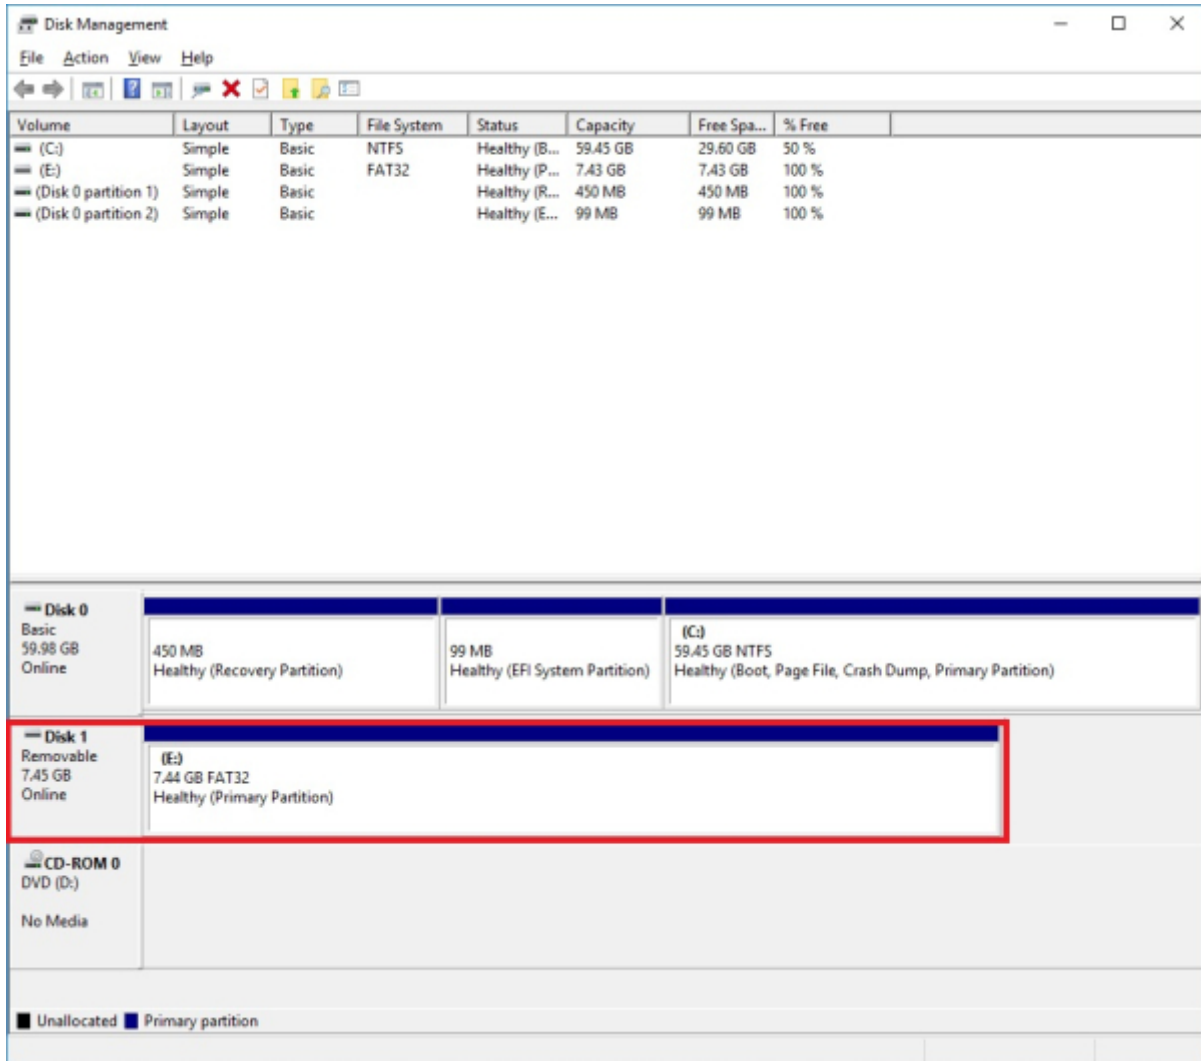 Disk Management
File Action View Help
Volume Layout Type File System Status Capacity Free Spa... % Free
(C:) Simple Basic NTFS Healthy (B... 59.45 GB 29.60 GB 50 %
(E:) Simple Basic FAT32 Healthy (P... 7.43 GB 7.43 GB 100 %
(Disk 0 partition 1) Simple Basic Healthy (R... 450 MB 450 MB 100 %
(Disk 0 partition 2) Simple Basic Healthy (E... 99 MB 99 MB 100 %
Disk 0
Basic
59.98 GB
Online
450 MB
Healthy (Recovery Partition)
99 MB
Healthy (EFI System Partition)
(C:)
59.45 GB NTFS
Healthy (Boot, Page File, Crash Dump, Primary Partition)
Disk 1
Removable
7.45 GB
Online
(E:)
7.44 GB FAT32
Healthy (Primary Partition)
CD-ROM 0
DVD (D:)
No Media
Unallocated Primary partition